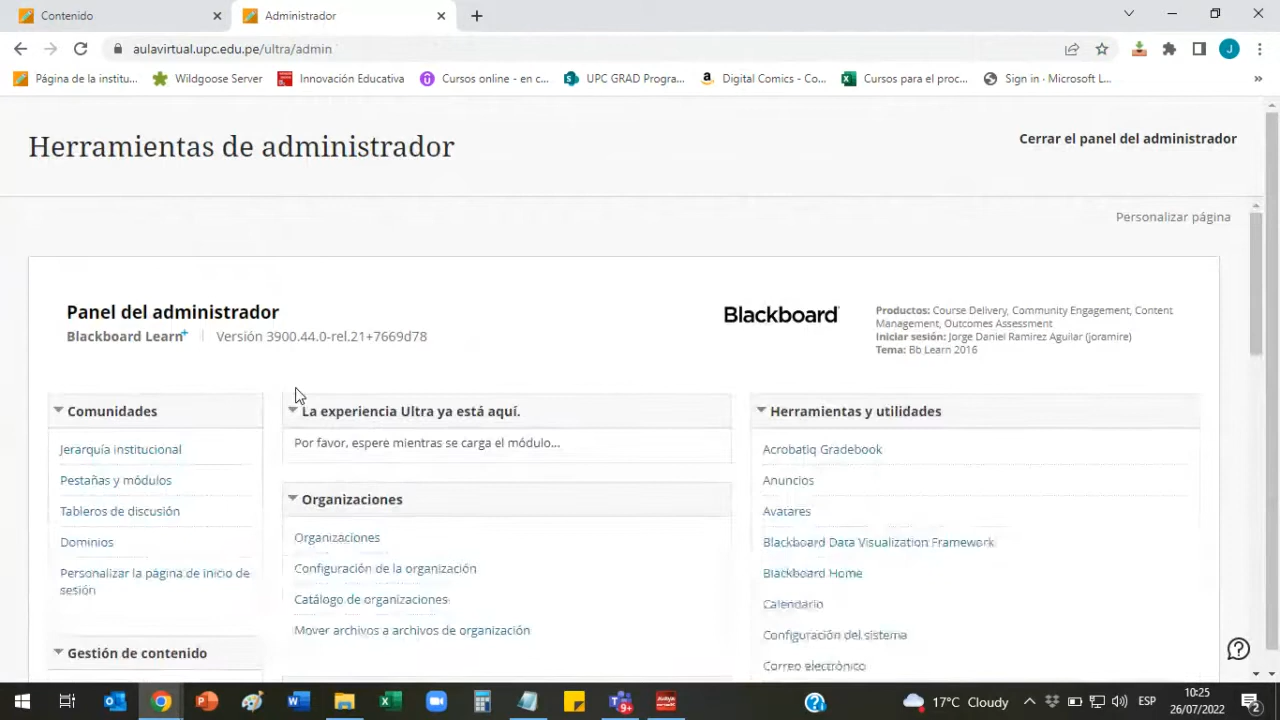 Contenido
Administrador
aulavirtual.upc.edu.pe/ultra/admin
J
Página de la institu...
Wildgoose Server
Innovación Educativa
Cursos online - en c...
UPC GRAD Progra...
Digital Comics - Co...
Cursos para el proc...
Sign in · Microsoft L...
»
Herramientas de administrador
Cerrar el panel del administrador
Personalizar página
Panel del administrador
Blackboard Learn+ | Versión 3900.44.0-rel.21+7669d78
Blackboard
Productos: Course Delivery, Community Engagement, Content
Management, Outcomes Assessment
Iniciar sesión: Jorge Daniel Ramirez Aguilar (joramire)
Tema: Bb Learn 2016
Comunidades
Jerarquía institucional
Pestañas y módulos
Tableros de discusión
Dominios
Personalizar la página de inicio de
sesión
Gestión de contenido
La experiencia Ultra ya está aquí.
Por favor, espere mientras se carga el módulo...
Organizaciones
Organizaciones
Configuración de la organización
Catálogo de organizaciones
Mover archivos a archivos de organización
Herramientas y utilidades
Acrobatiq Gradebook
Anuncios
Avatares
Blackboard Data Visualization Framework
Blackboard Home
Calendario
Configuración del sistema
Correo electrónico
17°C Cloudy
ESP
10:25
26/07/2022